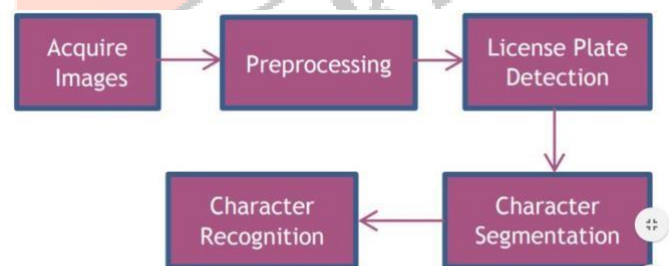 Acquire
Images
Preprocessing
License Plate
Detection
Character
Segmentation
Character
Recognition